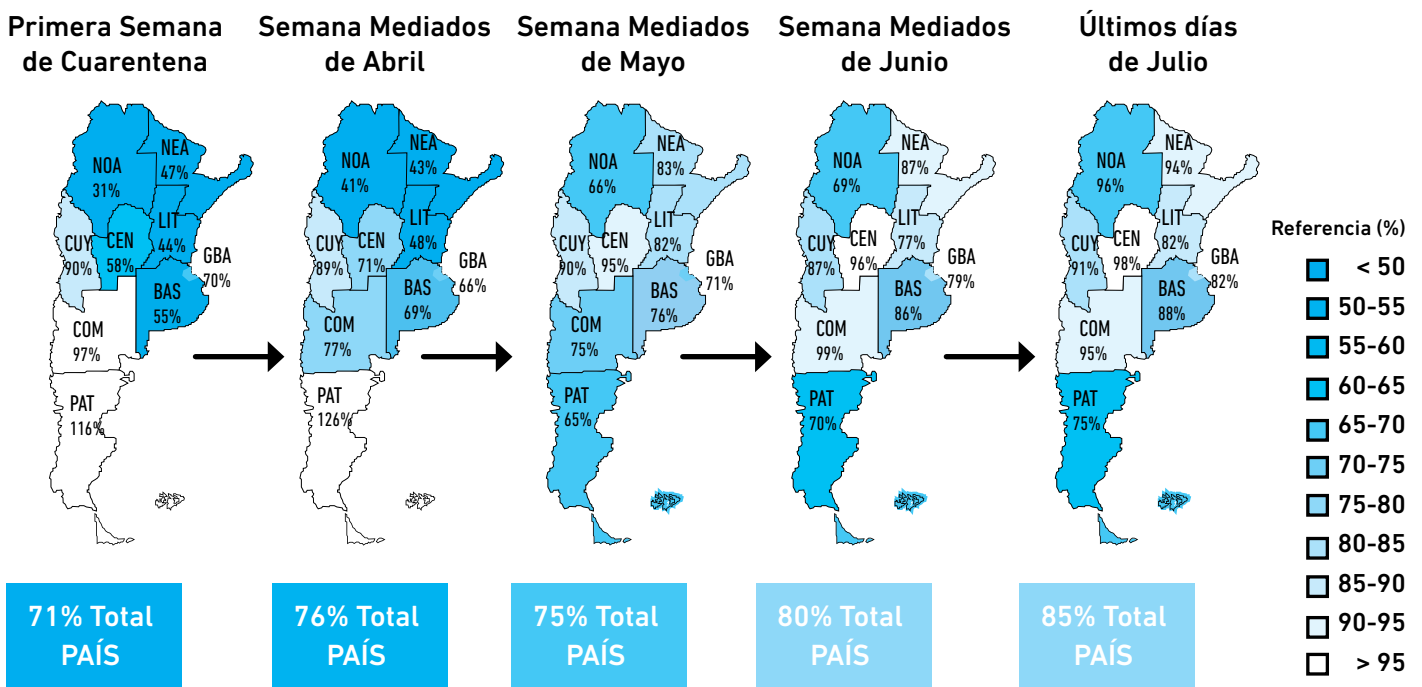 Primera Semana
de Cuarentena
Semana Mediados
de Abril
Semana Mediados
de Mayo
Semana Mediados
de Junio
Últimos días
de Julio
NOA
31%
NEA
47%
LIT
44%
CUY
90%
CEN
58%
GBA
70%
BAS
55%
COM
97%
PAT
116%
NOA
41%
NEA
43%
LIT
48%
CUY
89%
CEN
71%
GBA
66%
BAS
69%
COM
77%
PAT
126%
NOA
66%
NEA
83%
LIT
82%
CUY
90%
CEN
95%
GBA
71%
BAS
76%
COM
75%
PAT
65%
NOA
69%
NEA
87%
LIT
77%
CUY
87%
CEN
96%
GBA
79%
BAS
86%
COM
99%
PAT
70%
NOA
96%
NEA
94%
LIT
82%
CUY
91%
CEN
98%
GBA
82%
BAS
88%
COM
95%
PAT
75%
Referencia (%)
< 50
50-55
55-60
60-65
65-70
70-75
75-80
80-85
85-90
90-95
> 95
71% Total
PAÍS
76% Total
PAÍS
75% Total
PAÍS
80% Total
PAÍS
85% Total
PAÍS